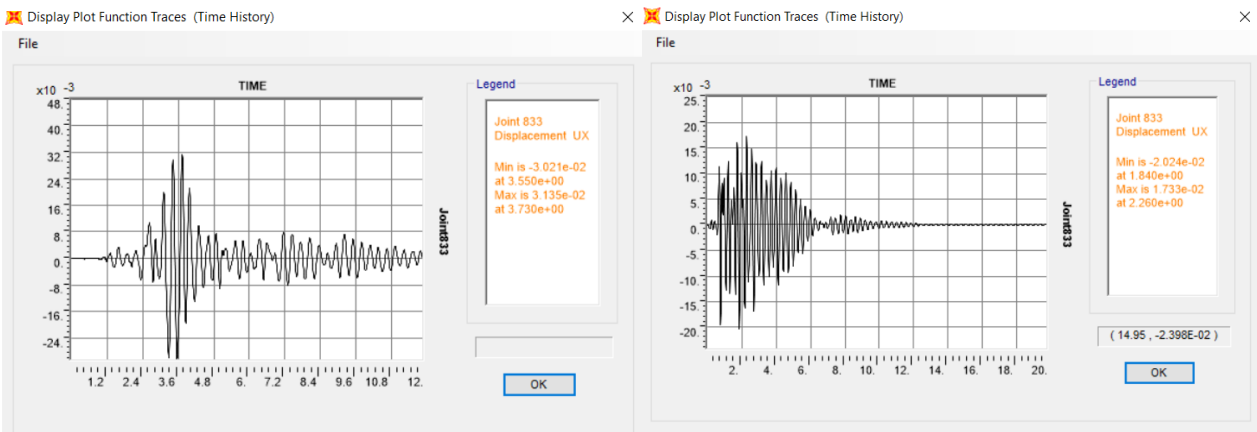 Display Plot Function Traces (Time History)
File
TIME
x10 -3
48.
40.
32.
24.
16.
8.
0.
-8.
-16.
-24.
1.2 2.4 3.6 4.8 6. 7.2 8.4 9.6 10.8 12.
Joint833
Legend
Joint 833
Displacement UX
Min is -3.021e-02
at 3.550e+00
Max is 3.135e-02
at 3.730e+00
OK
Display Plot Function Traces (Time History)
File
TIME
x10 -3
25.
20.
15.
10.
5.
0.
-5.
-10.
-15.
-20.
2. 4. 6. 8. 10. 12. 14. 16. 18. 20.
Joint833
Legend
Joint 833
Displacement UX
Min is -2.024e-02
at 1.840e+00
Max is 1.733e-02
at 2.260e+00
( 14.95 , -2.398E-02 )
OK